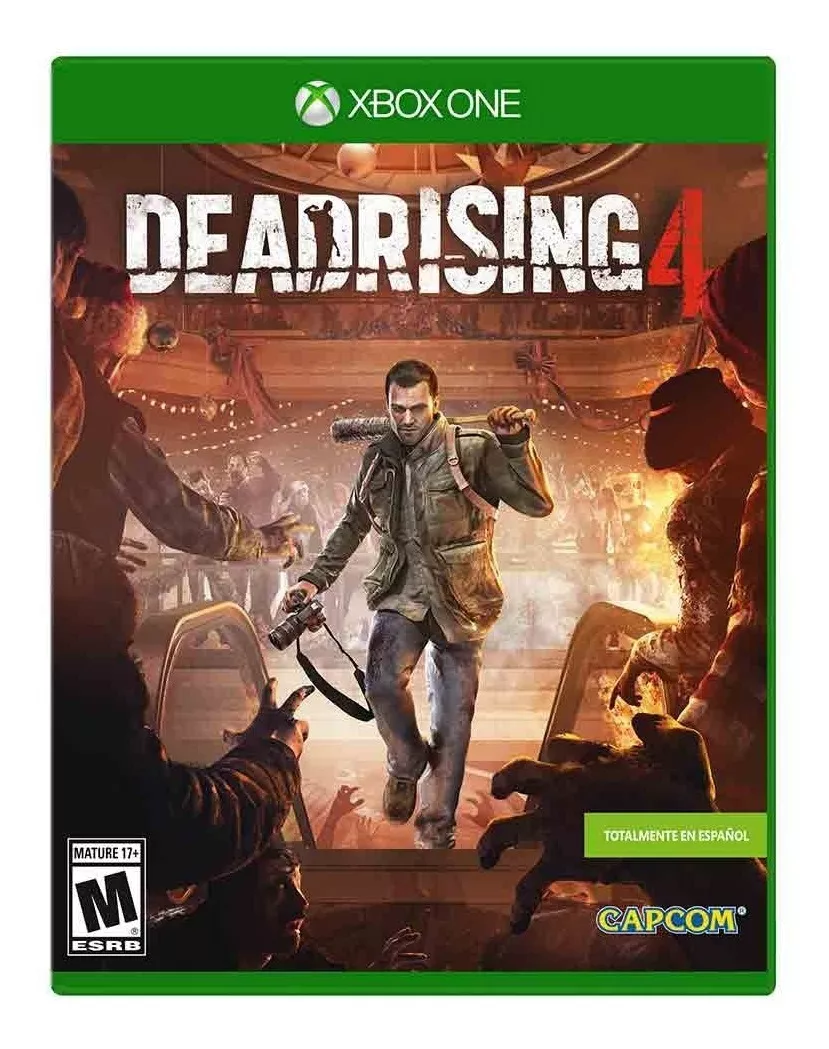 XBOX ONE
DEADRISING 4
TOTALMENTE EN ESPAÑOL
MATURE 17+
M
®
ESRB
CAPCOM®